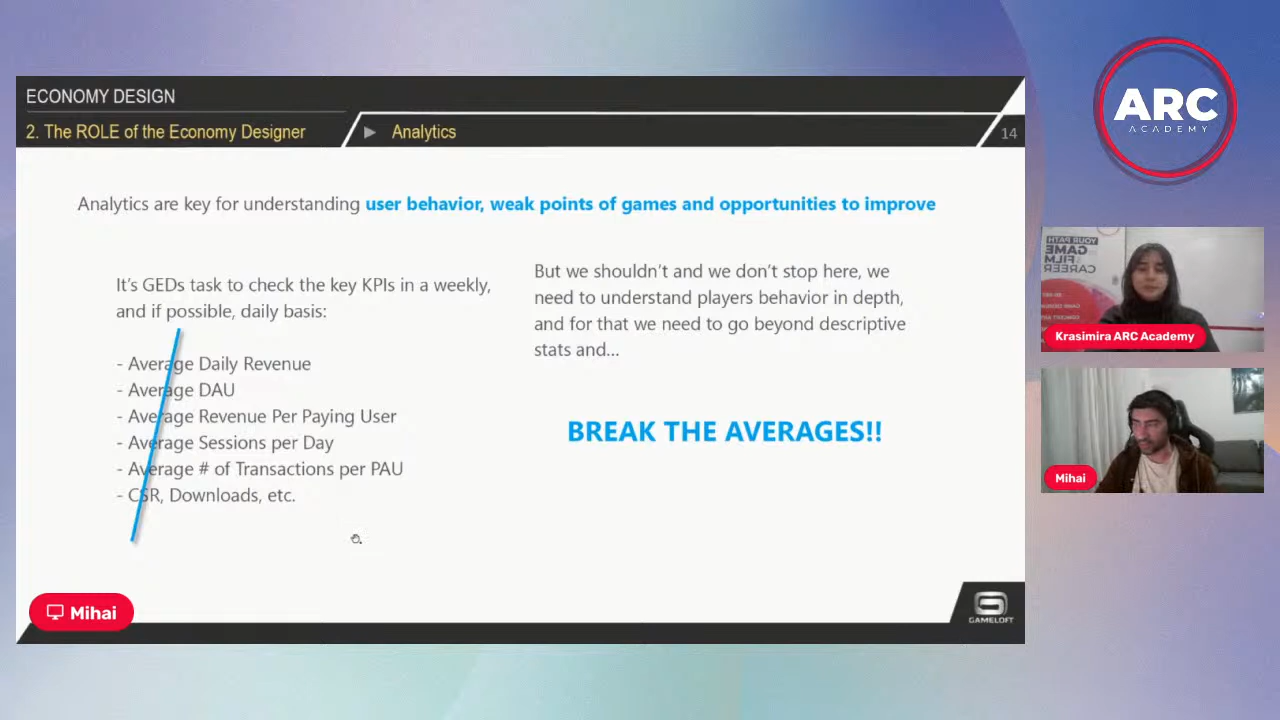 ECONOMY DESIGN
2. The ROLE of the Economy Designer
Analytics
14
Analytics are key for understanding user behavior, weak points of games and opportunities to improve
It's GEDs task to check the key KPIs in a weekly,
and if possible, daily basis:
- Average Daily Revenue
- Average DAU
- Average Revenue Per Paying User
- Average Sessions per Day
- Average # of Transactions per PAU
- CSR, Downloads, etc.
But we shouldn't and we don't stop here, we
need to understand players behavior in depth,
and for that we need to go beyond descriptive
stats and...
BREAK THE AVERAGES!!
Mihai
GAMELOFT
ARC
ACADEMY
YOUR PATH
GAME
FILM
CAREER
Krasimira ARC Academy
Mihai